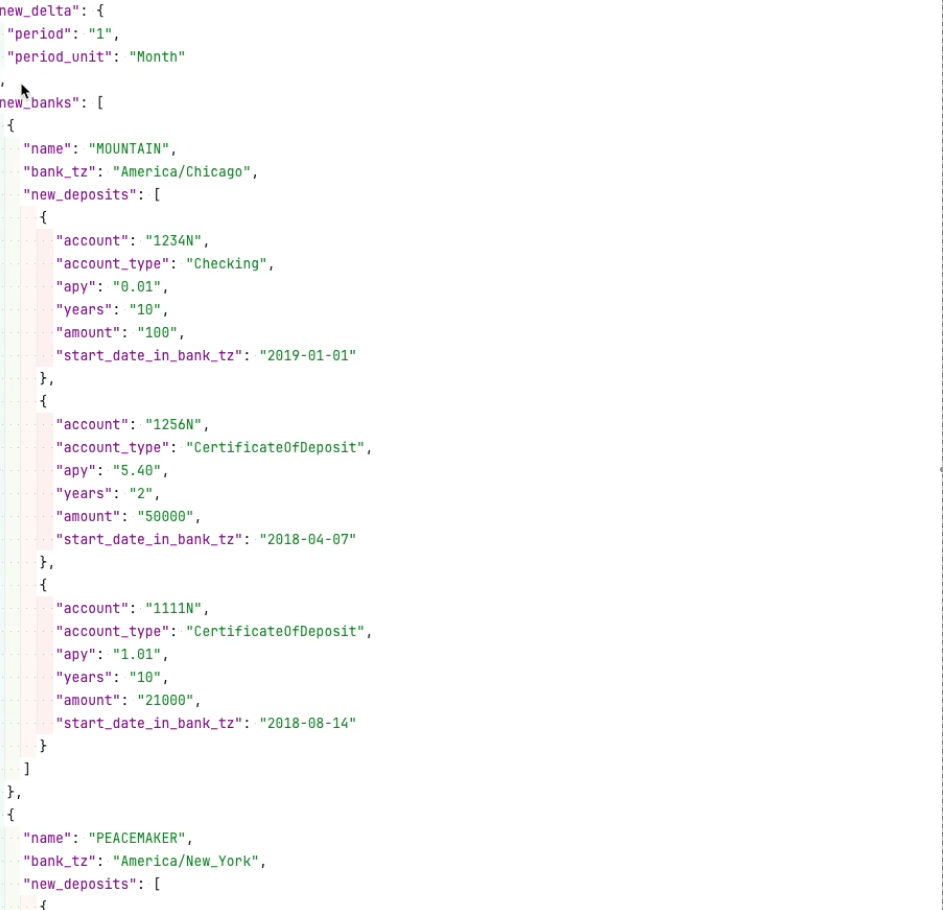 new_delta": {
"period": "1",
"period_unit": "Month"
,
new_banks": [
{
"name": "MOUNTAIN",
"bank_tz": "America/Chicago",
"new_deposits": [
{
"account": "1234N",
"account_type": "Checking",
"apy": "0.01",
"years": "10",
"amount": "100",
"start_date_in_bank_tz": "2019-01-01"
},
{
"account": "1256N",
"account_type": "CertificateOfDeposit",
"apy": "5.40",
"years": "2",
"amount": "50000",
"start_date_in_bank_tz": "2018-04-07"
},
{
"account": "1111N",
"account_type": "CertificateOfDeposit",
"apy": "1.01",
"years": "10",
"amount": "21000",
"start_date_in_bank_tz": "2018-08-14"
}
]
},
{
"name": "PEACEMAKER",
"bank_tz": "America/New_York",
"new_deposits": [
{